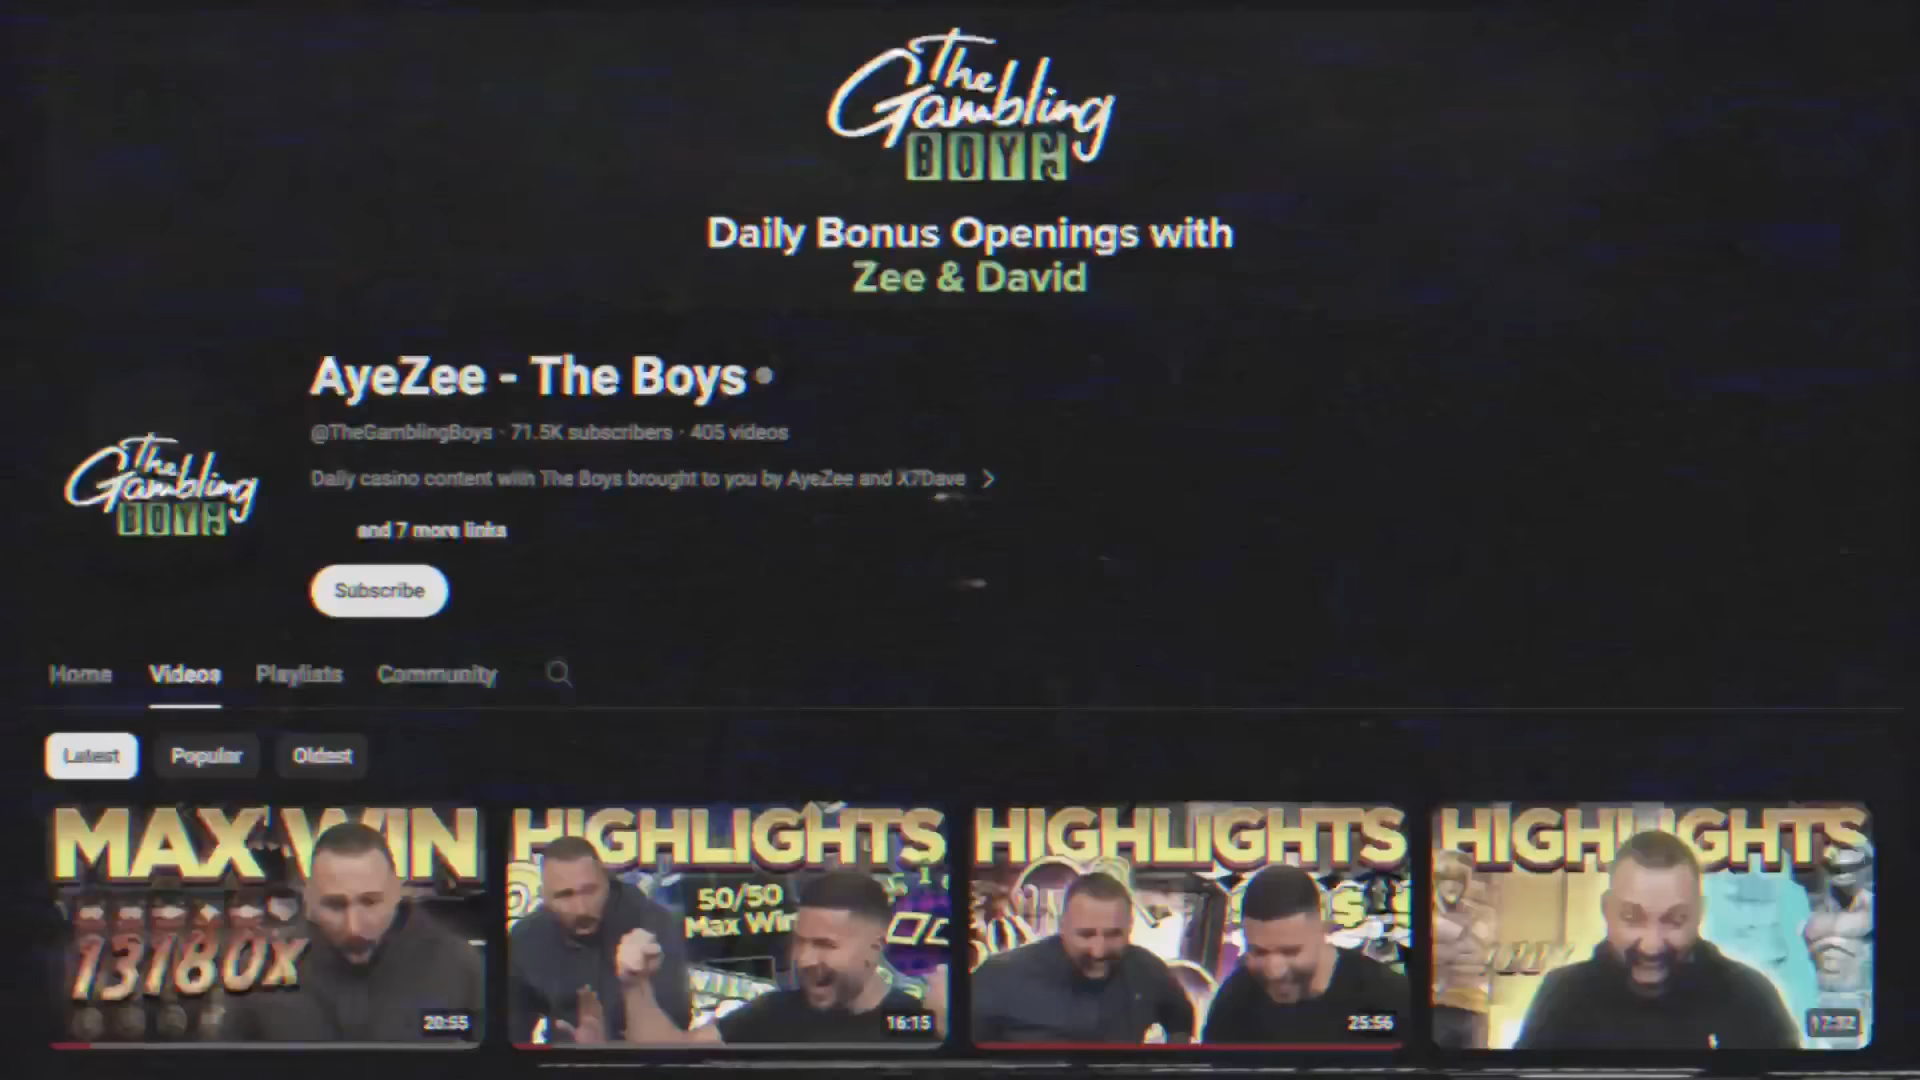 The
Gambling
BOYS
Daily Bonus Openings with
Zee & David
AyeZee - The Boys
@TheGamblingBoys · 71.5K subscribers · 405 videos
Daily casino content with The Boys brought to you by AyeZee and X7Dave
The
Gambling
BOYS
and 7 more links
Subscribe
Home Videos Playlists Community
Latest Popular Oldest
MAX WIN
13180x
20:55
HIGHLIGHTS
50/50
Max Win
16:15
HIGHLIGHTS
25:56
HIGHLIGHTS
17:32